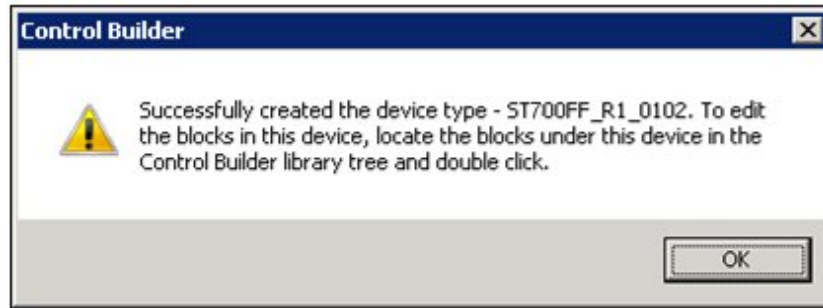 Control Builder
Successfully created the device type - ST700FF_R1_0102. To edit
the blocks in this device, locate the blocks under this device in the
Control Builder library tree and double click.
OK